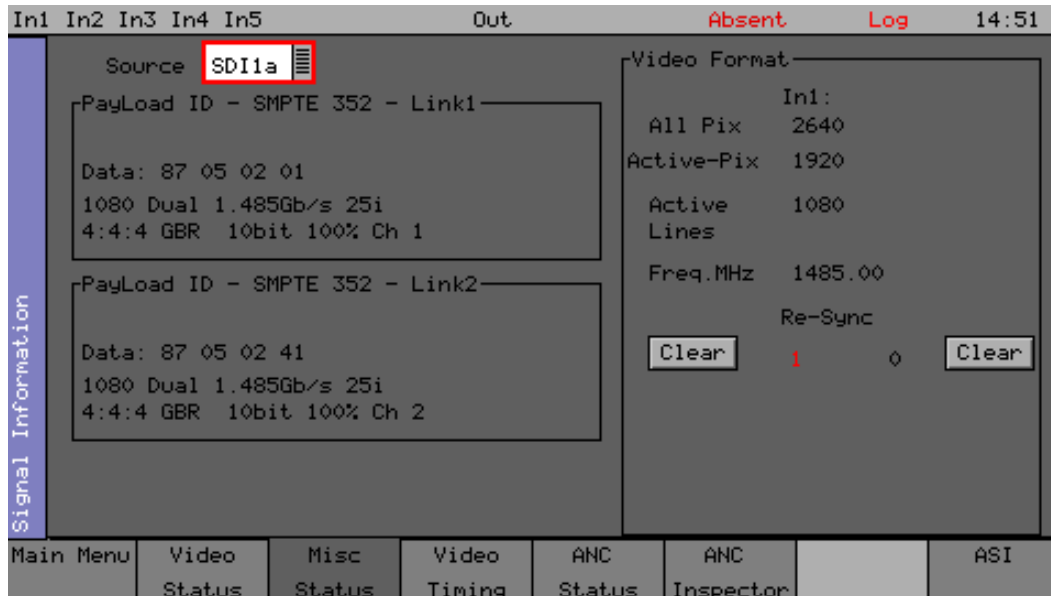 In1 In2 In3 In4 In5 Out Absent Log 14:51
Source SDI1a
PayLoad ID - SMPTE 352 - Link1
Data: 87 05 02 01
1080 Dual 1.485Gb/s 25i
4:4:4 GBR 10bit 100% Ch 1
PayLoad ID - SMPTE 352 - Link2
Data: 87 05 02 41
1080 Dual 1.485Gb/s 25i
4:4:4 GBR 10bit 100% Ch 2
Video Format
In1:
All Pix 2640
Active-Pix 1920
Active 1080
Lines
Freq.MHz 1485.00
Re-Sync
Clear 1 0 Clear
Signal Information
Main Menu Video Misc Video ANC ANC ASI
Status Status Timing Status Inspector